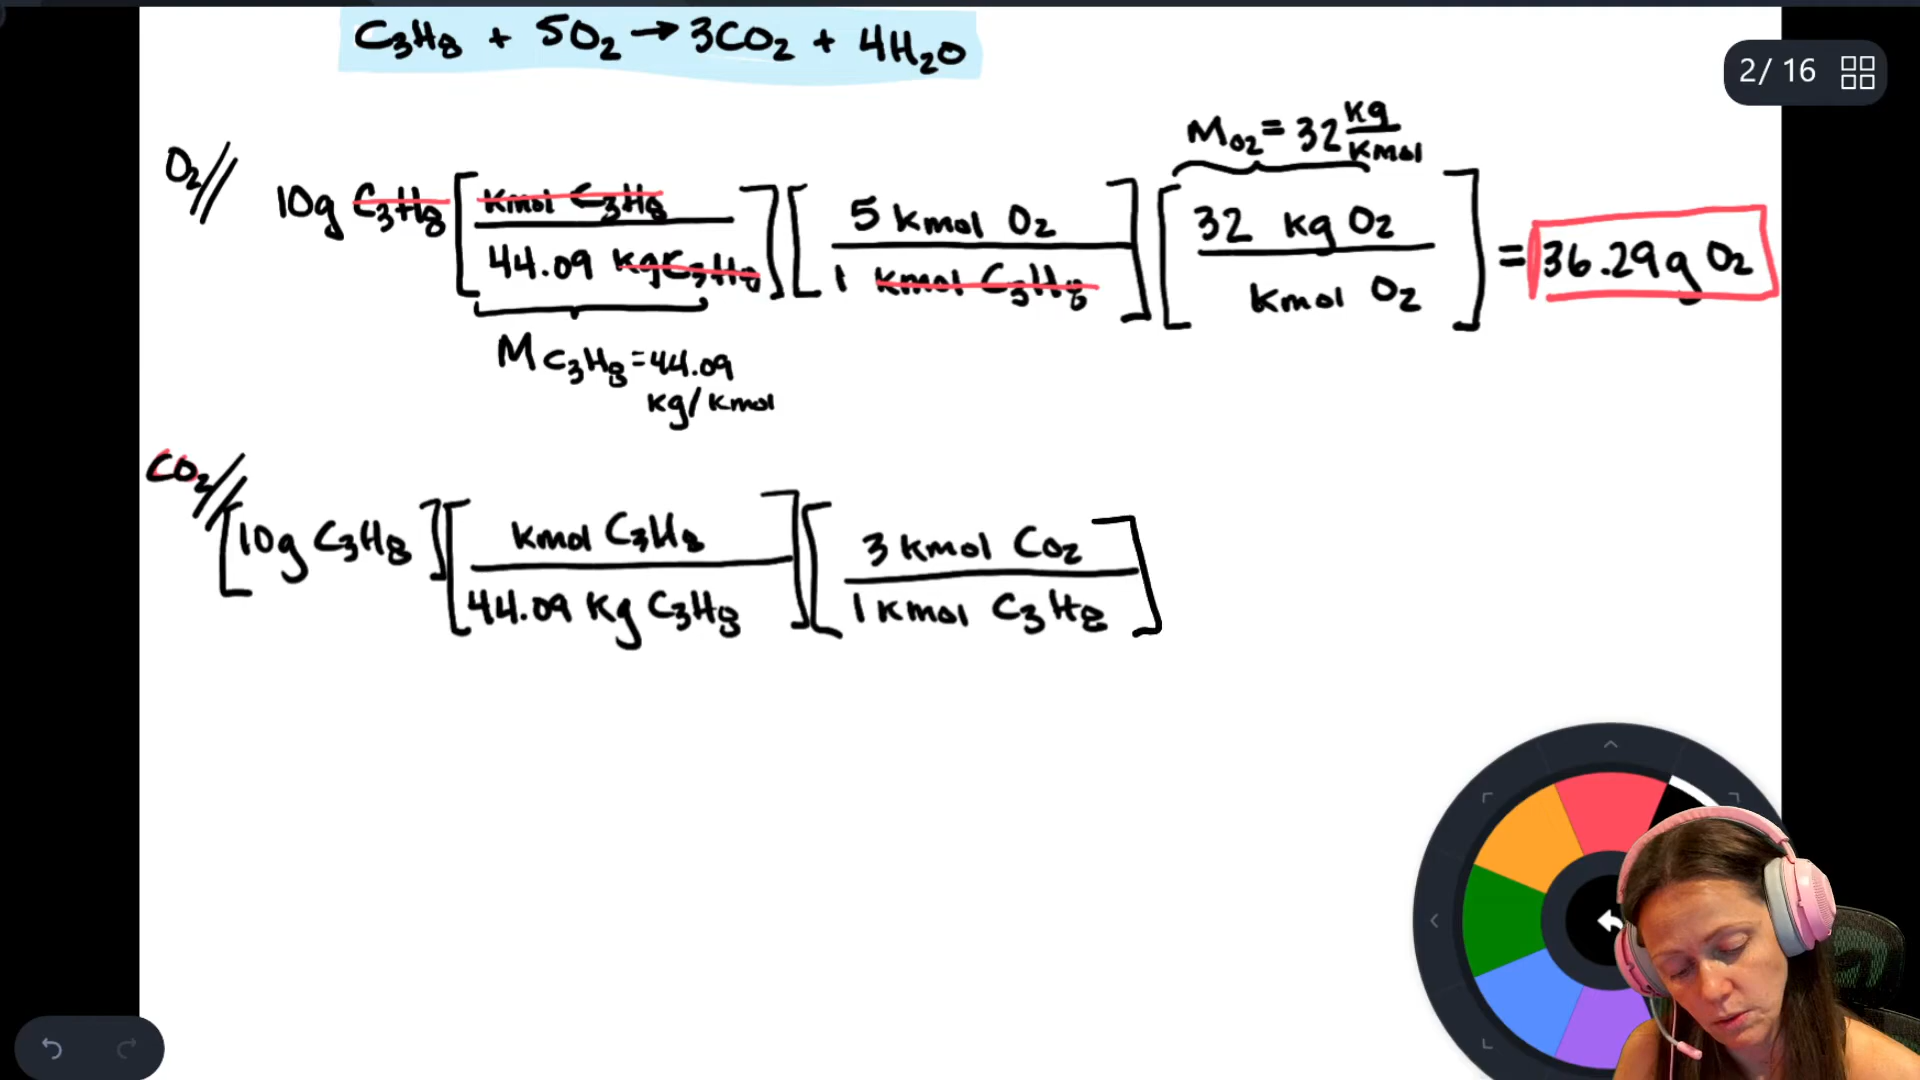 C₃H₈ + 5O₂ → 3CO₂ + 4H₂O
2/ 16
M_O₂ = 32 kg/kmol
O₂//
10g C₃H₈ [kmol C₃H₈ / 44.09 kg C₃H₈] [5 kmol O₂ / 1 kmol C₃H₈] [32 kg O₂ / kmol O₂] = 36.29g O₂
M C₃H₈ = 44.09
kg/kmol
CO₂//
[10g C₃H₈] [kmol C₃H₈ / 44.09 kg C₃H₈] [3 kmol CO₂ / 1 kmol C₃H₈]